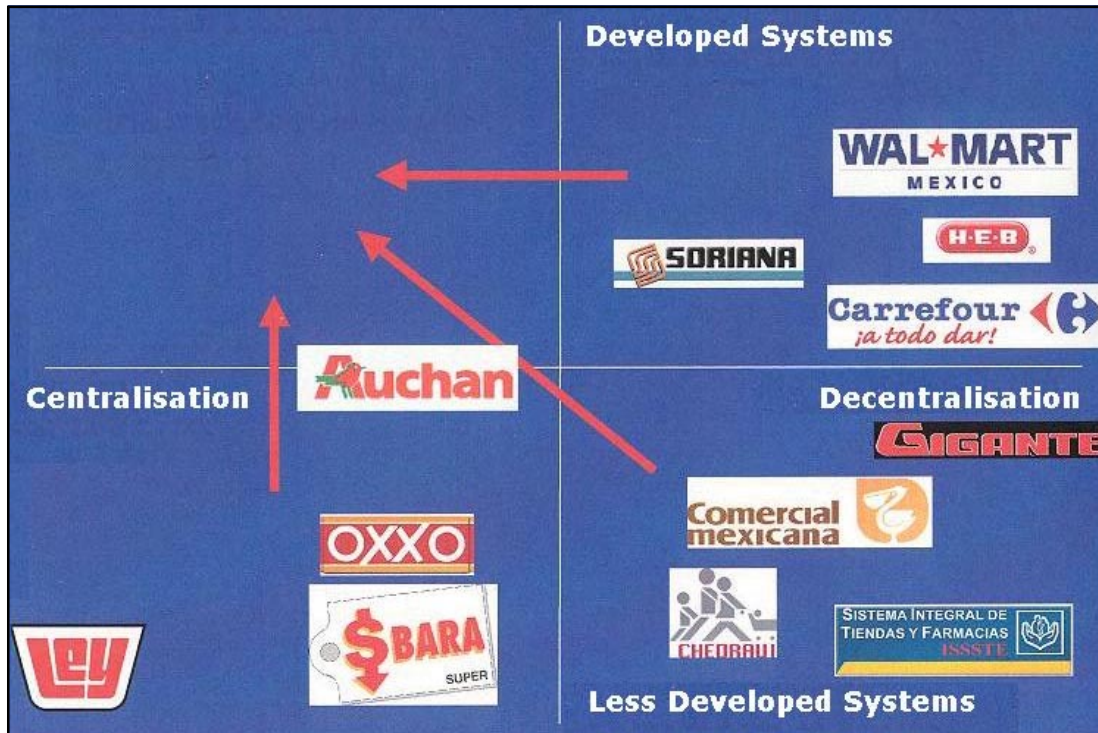 Developed Systems
WAL★MART
MEXICO
H·E·B®
SORIANA
Carrefour
¡a todo dar!
Auchan
Centralisation
Decentralisation
GIGANTE
Comercial
mexicana
OXXO
CHEDRAUI
SISTEMA INTEGRAL DE
TIENDAS Y FARMACIAS
ISSSTE
$BARA
SUPER
Ley
Less Developed Systems